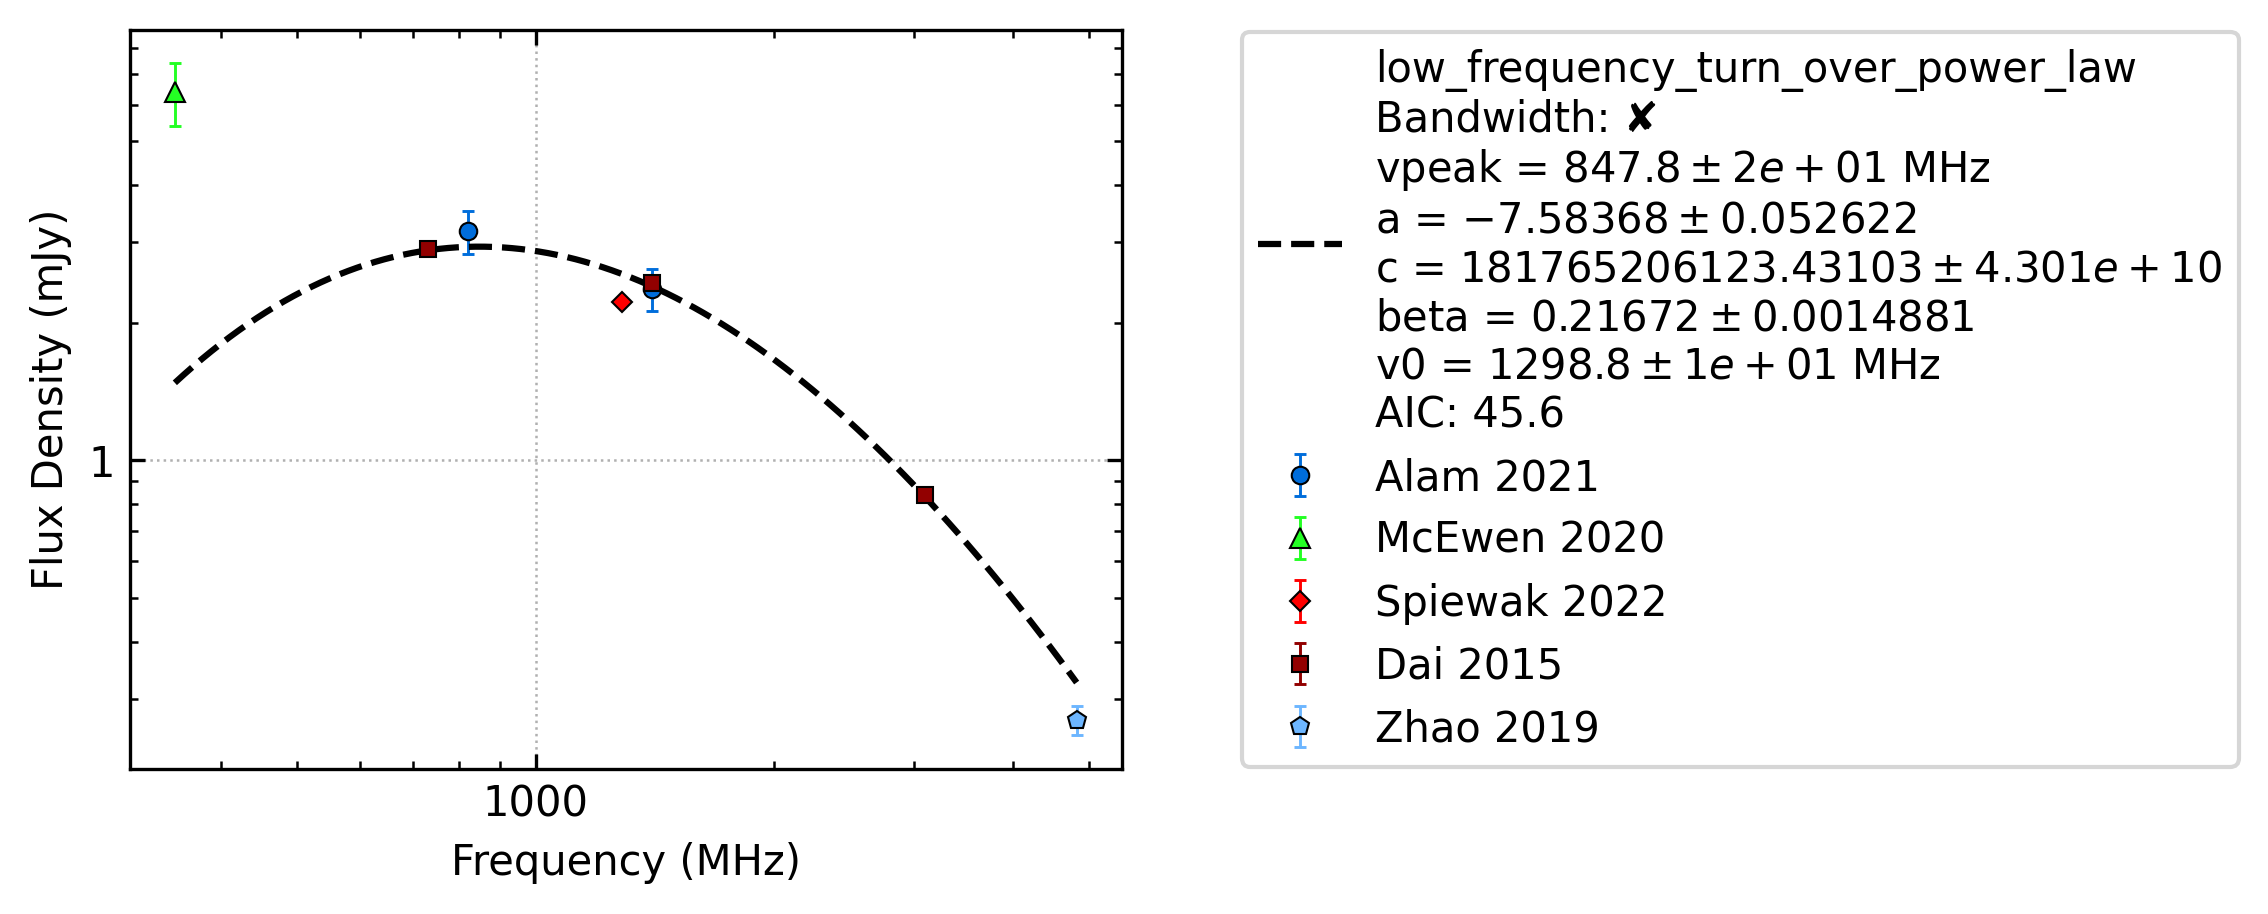 Flux Density (mJy)
1
1000
Frequency (MHz)
low_frequency_turn_over_power_law
Bandwidth: ✘
vpeak = 847.8 ± 2e + 01 MHz
a = −7.58368 ± 0.052622
c = 181765206123.43103 ± 4.301e + 10
beta = 0.21672 ± 0.0014881
v0 = 1298.8 ± 1e + 01 MHz
AIC: 45.6
Alam 2021
McEwen 2020
Spiewak 2022
Dai 2015
Zhao 2019